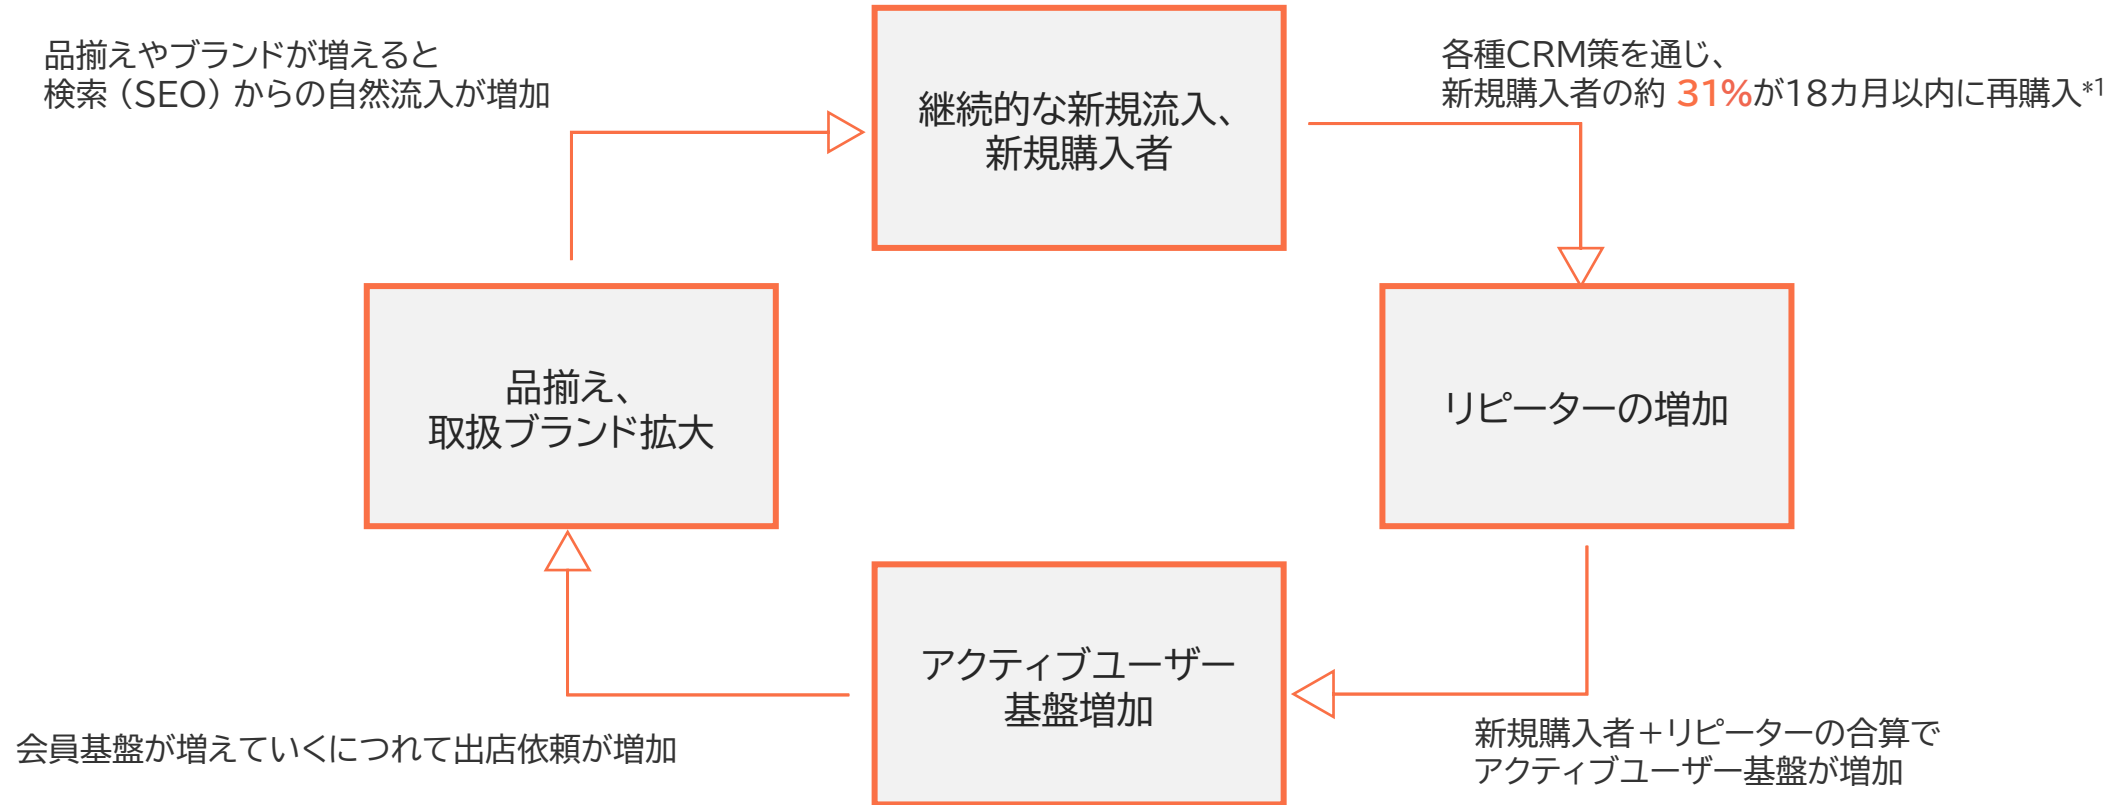 品揃えやブランドが増えると
検索（SEO）からの自然流入が増加
継続的な新規流入、
新規購入者
各種CRM策を通じ、
新規購入者の約 31%が18カ月以内に再購入*1
品揃え、
取扱ブランド拡大
リピーターの増加
アクティブユーザー
基盤増加
会員基盤が増えていくにつれて出店依頼が増加
新規購入者＋リピーターの合算で
アクティブユーザー基盤が増加